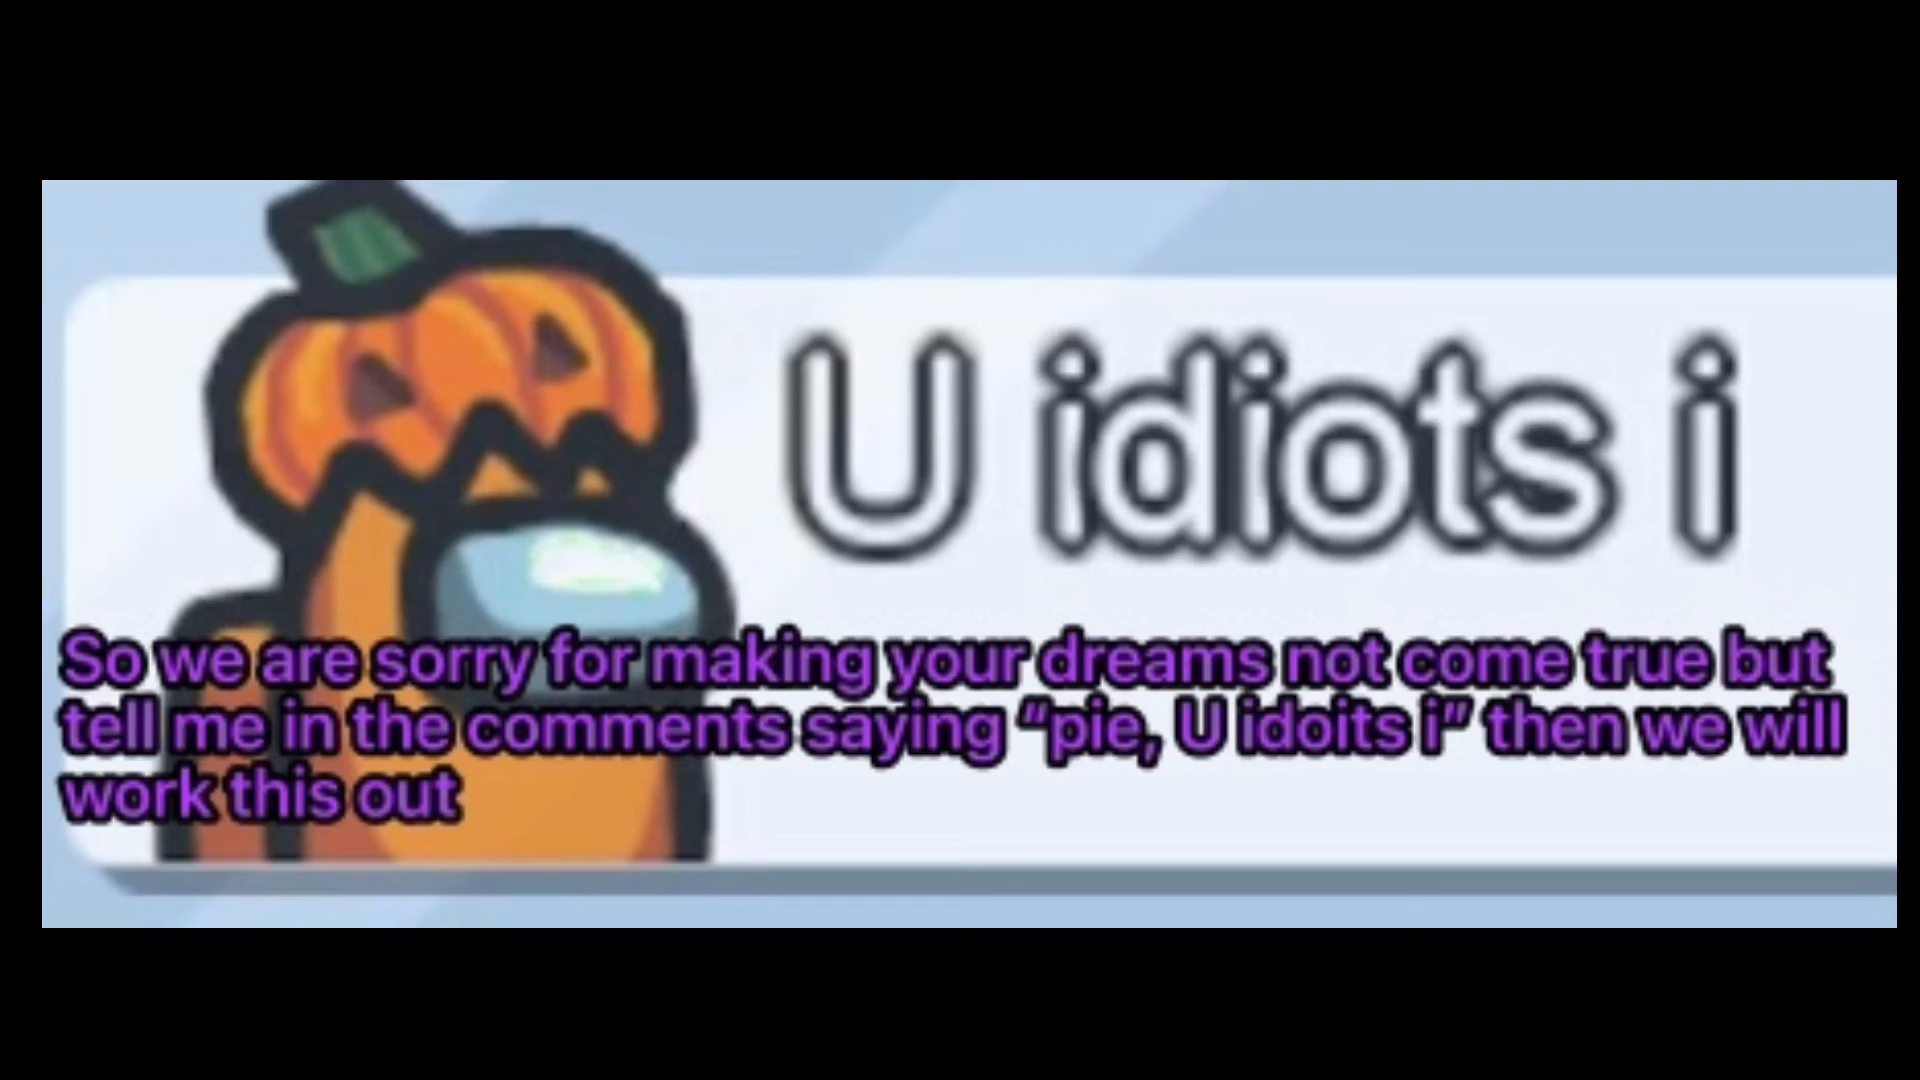 U idiots i
So we are sorry for making your dreams not come true but
tell me in the comments saying “pie, U idoits i” then we will
work this out